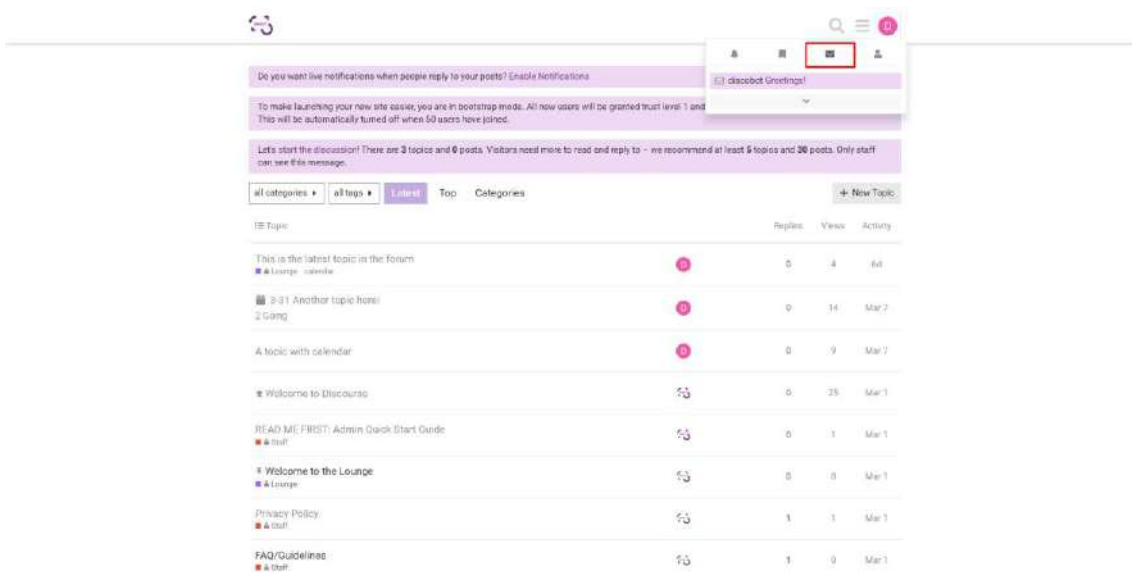 D
discobot Greetings!
Do you want live notifications when people reply to your posts? Enable Notifications
To make launching your new site easier, you are in bootstrap mode. All new users will be granted trust level 1 and
This will be automatically turned off when 50 users have joined.
Let's start the discussion! There are 3 topics and 0 posts. Visitors need more to read and reply to – we recommend at least 5 topics and 30 posts. Only staff
can see this message.
all categories all tags Latest Top Categories + New Topic
Topic Replies Views Activity
This is the latest topic in the forum D 0 4 6d
Lounge calendar
3-31 Another topic here! D 0 14 Mar 7
2 Going
A topic with calendar D 0 9 Mar 7
Welcome to Discourse 0 25 Mar 1
READ ME FIRST: Admin Quick Start Guide 0 1 Mar 1
Staff
Welcome to the Lounge 0 Mar 1
Lounge
Privacy Policy 1 1 Mar 1
Staff
FAQ/Guidelines 1 0 Mar 1
Staff